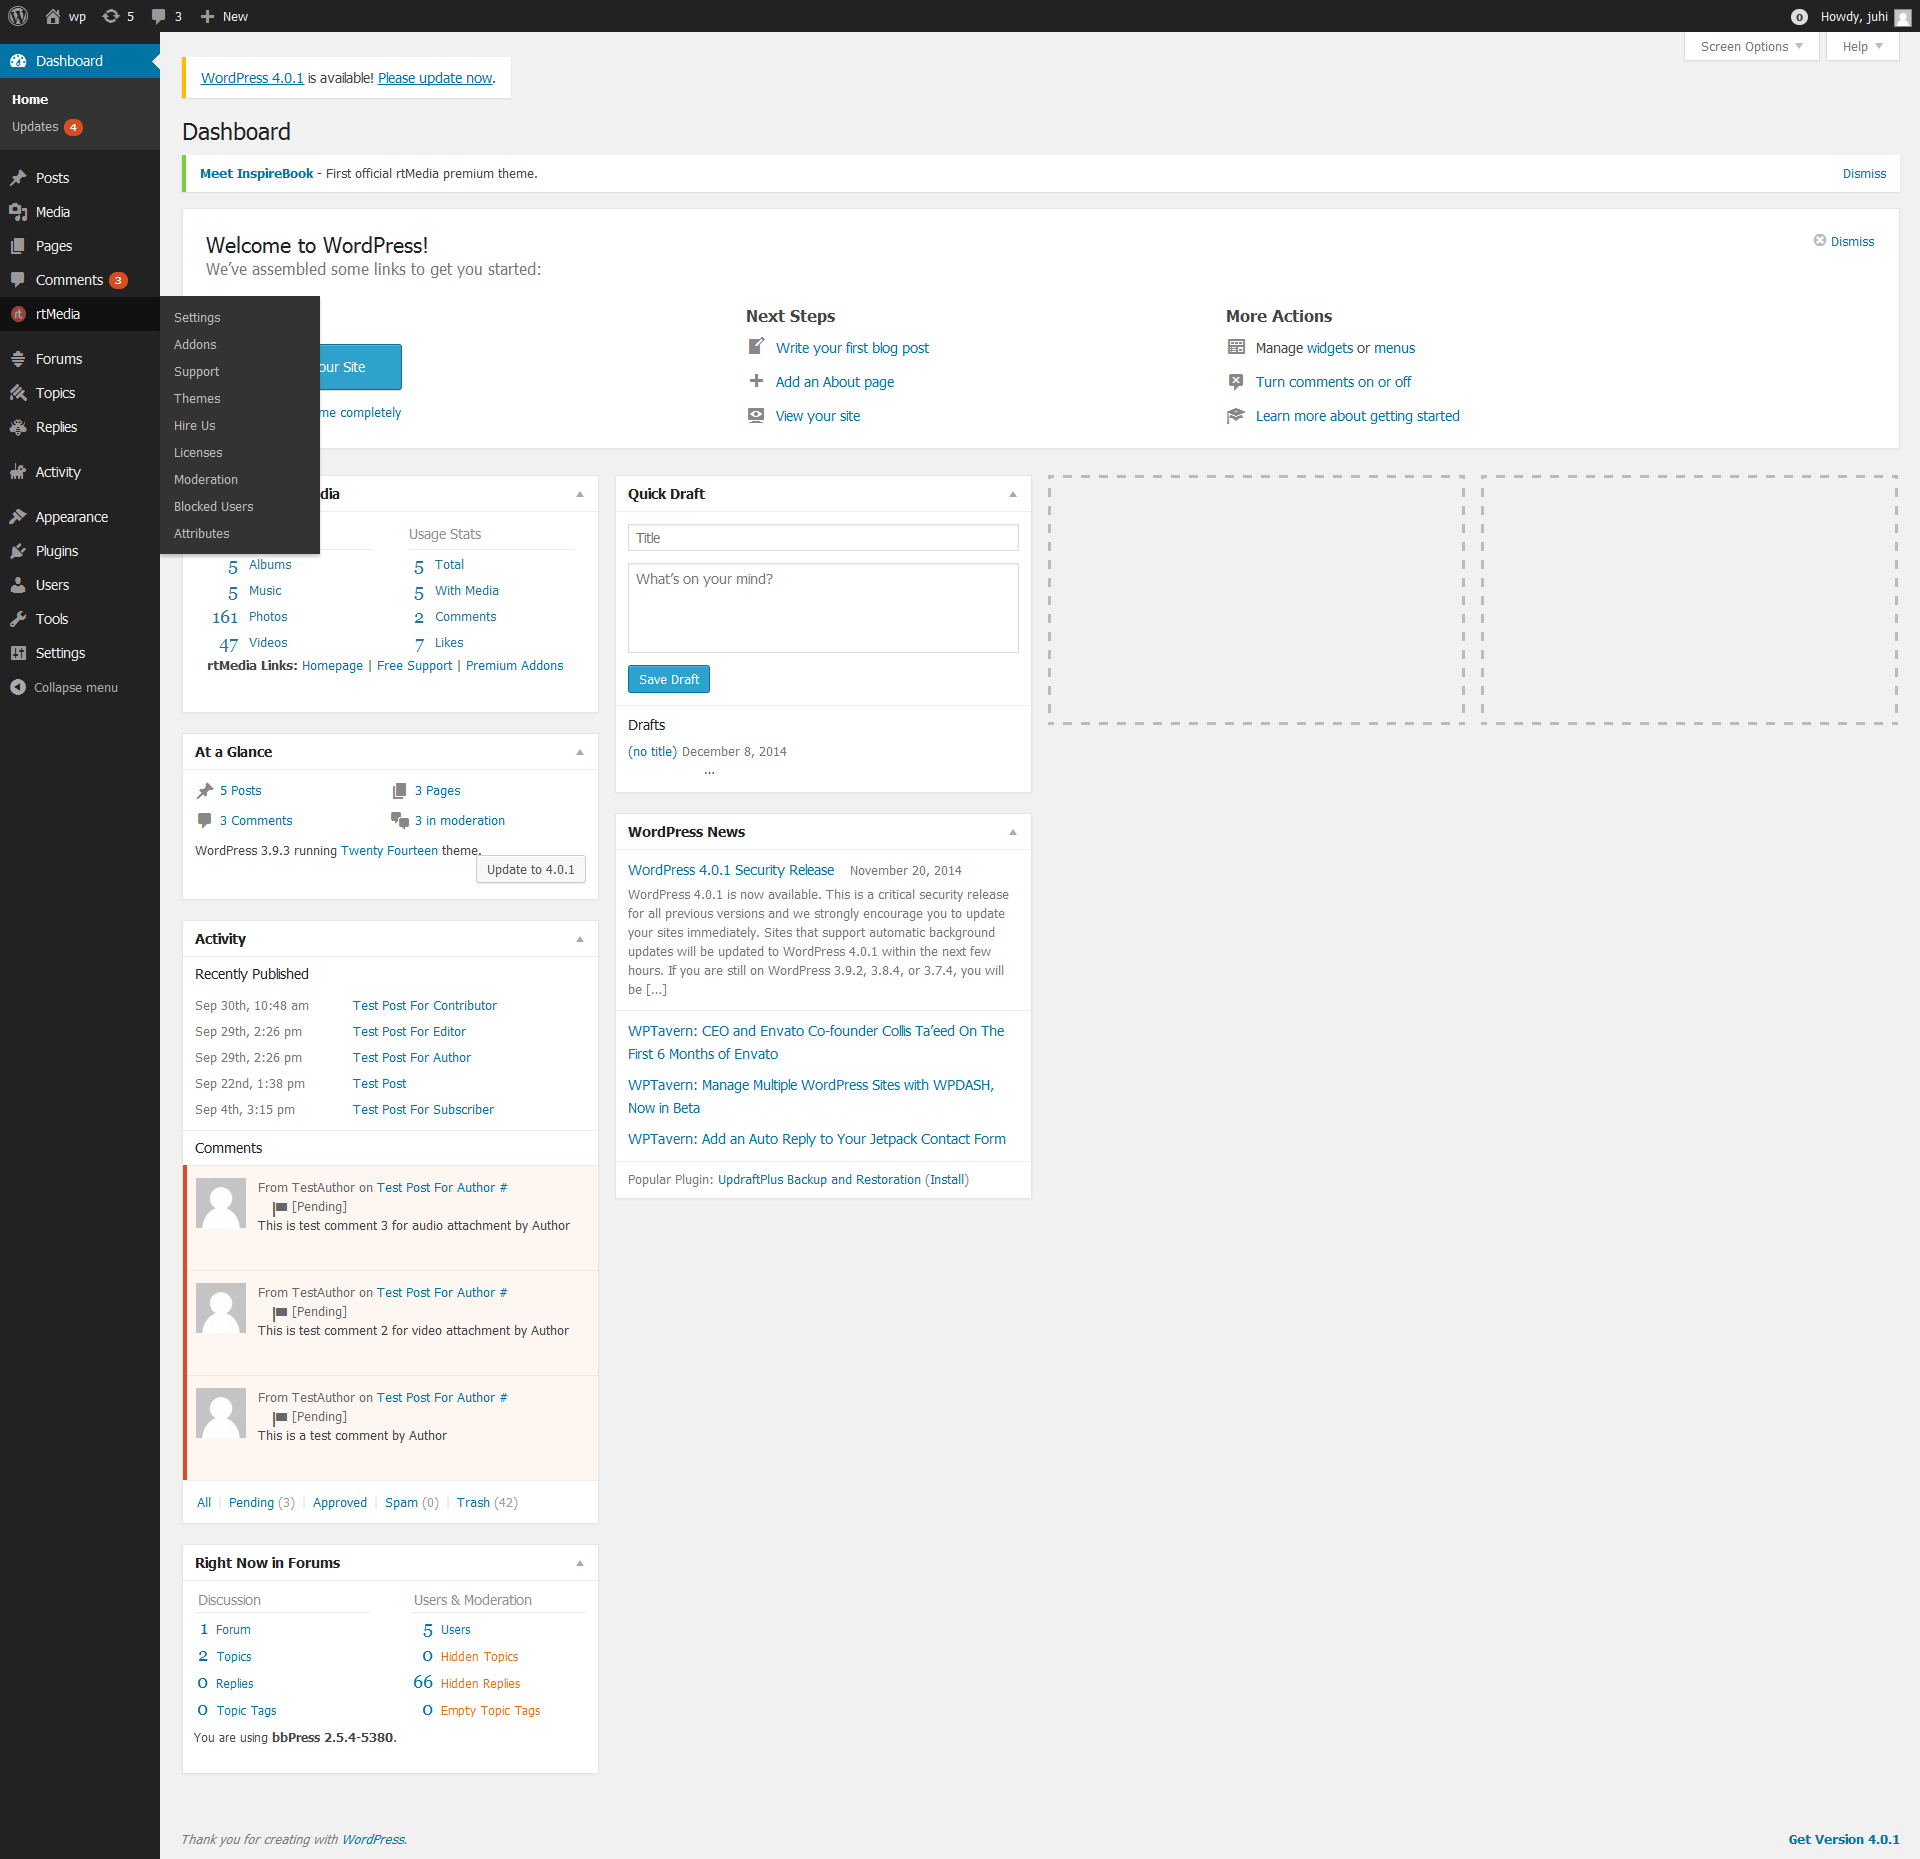 wp 5 3 New
0 Howdy, juhi
Dashboard
Home
Updates 4
Posts
Media
Pages
Comments 3
rtMedia
Forums
Topics
Replies
Activity
Appearance
Plugins
Users
Tools
Settings
Collapse menu
Settings
Addons
Support
Themes
Hire Us
Licenses
Moderation
Blocked Users
Attributes
Screen Options Help
WordPress 4.0.1 is available! Please update now.
Dashboard
Meet InspireBook - First official rtMedia premium theme. Dismiss
Welcome to WordPress! Dismiss
We've assembled some links to get you started:
our Site
me completely
Next Steps
Write your first blog post
Add an About page
View your site
More Actions
Manage widgets or menus
Turn comments on or off
Learn more about getting started
dia
Usage Stats
5 Albums 5 Total
5 Music 5 With Media
161 Photos 2 Comments
47 Videos 7 Likes
rtMedia Links: Homepage | Free Support | Premium Addons
At a Glance
5 Posts 3 Pages
3 Comments 3 in moderation
WordPress 3.9.3 running Twenty Fourteen theme.
Update to 4.0.1
Activity
Recently Published
Sep 30th, 10:48 am Test Post For Contributor
Sep 29th, 2:26 pm Test Post For Editor
Sep 29th, 2:26 pm Test Post For Author
Sep 22nd, 1:38 pm Test Post
Sep 4th, 3:15 pm Test Post For Subscriber
Comments
From TestAuthor on Test Post For Author #
[Pending]
This is test comment 3 for audio attachment by Author
From TestAuthor on Test Post For Author #
[Pending]
This is test comment 2 for video attachment by Author
From TestAuthor on Test Post For Author #
[Pending]
This is a test comment by Author
All | Pending (3) | Approved | Spam (0) | Trash (42)
Right Now in Forums
Discussion Users & Moderation
1 Forum 5 Users
2 Topics 0 Hidden Topics
0 Replies 66 Hidden Replies
0 Topic Tags 0 Empty Topic Tags
You are using bbPress 2.5.4-5380.
Quick Draft
Title
What's on your mind?
Save Draft
Drafts
(no title) December 8, 2014
...
WordPress News
WordPress 4.0.1 Security Release November 20, 2014
WordPress 4.0.1 is now available. This is a critical security release
for all previous versions and we strongly encourage you to update
your sites immediately. Sites that support automatic background
updates will be updated to WordPress 4.0.1 within the next few
hours. If you are still on WordPress 3.9.2, 3.8.4, or 3.7.4, you will
be […]
WPTavern: CEO and Envato Co-founder Collis Ta'eed On The
First 6 Months of Envato
WPTavern: Manage Multiple WordPress Sites with WPDASH,
Now in Beta
WPTavern: Add an Auto Reply to Your Jetpack Contact Form
Popular Plugin: UpdraftPlus Backup and Restoration (Install)
Thank you for creating with WordPress.
Get Version 4.0.1